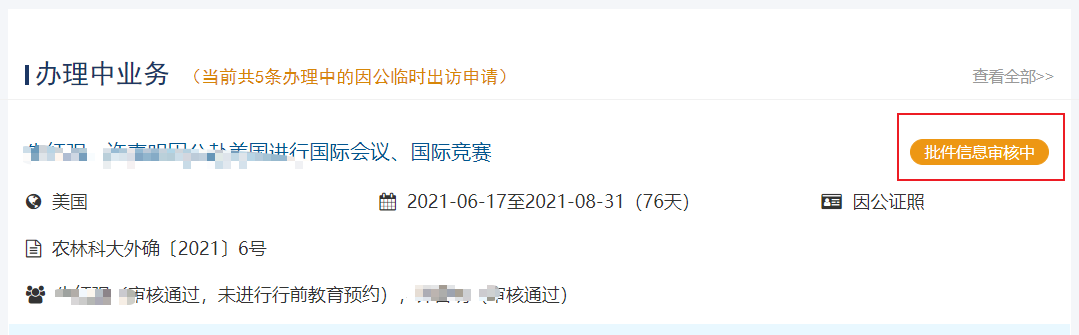 办理中业务 （当前共5条办理中的因公临时出访申请） 查看全部>>
因公赴美国进行国际会议、国际竞赛 批件信息审核中
美国 2021-06-17至2021-08-31（76天） 因公证照
农林科大外确〔2021〕6号
（审核通过，未进行行前教育预约），（审核通过）